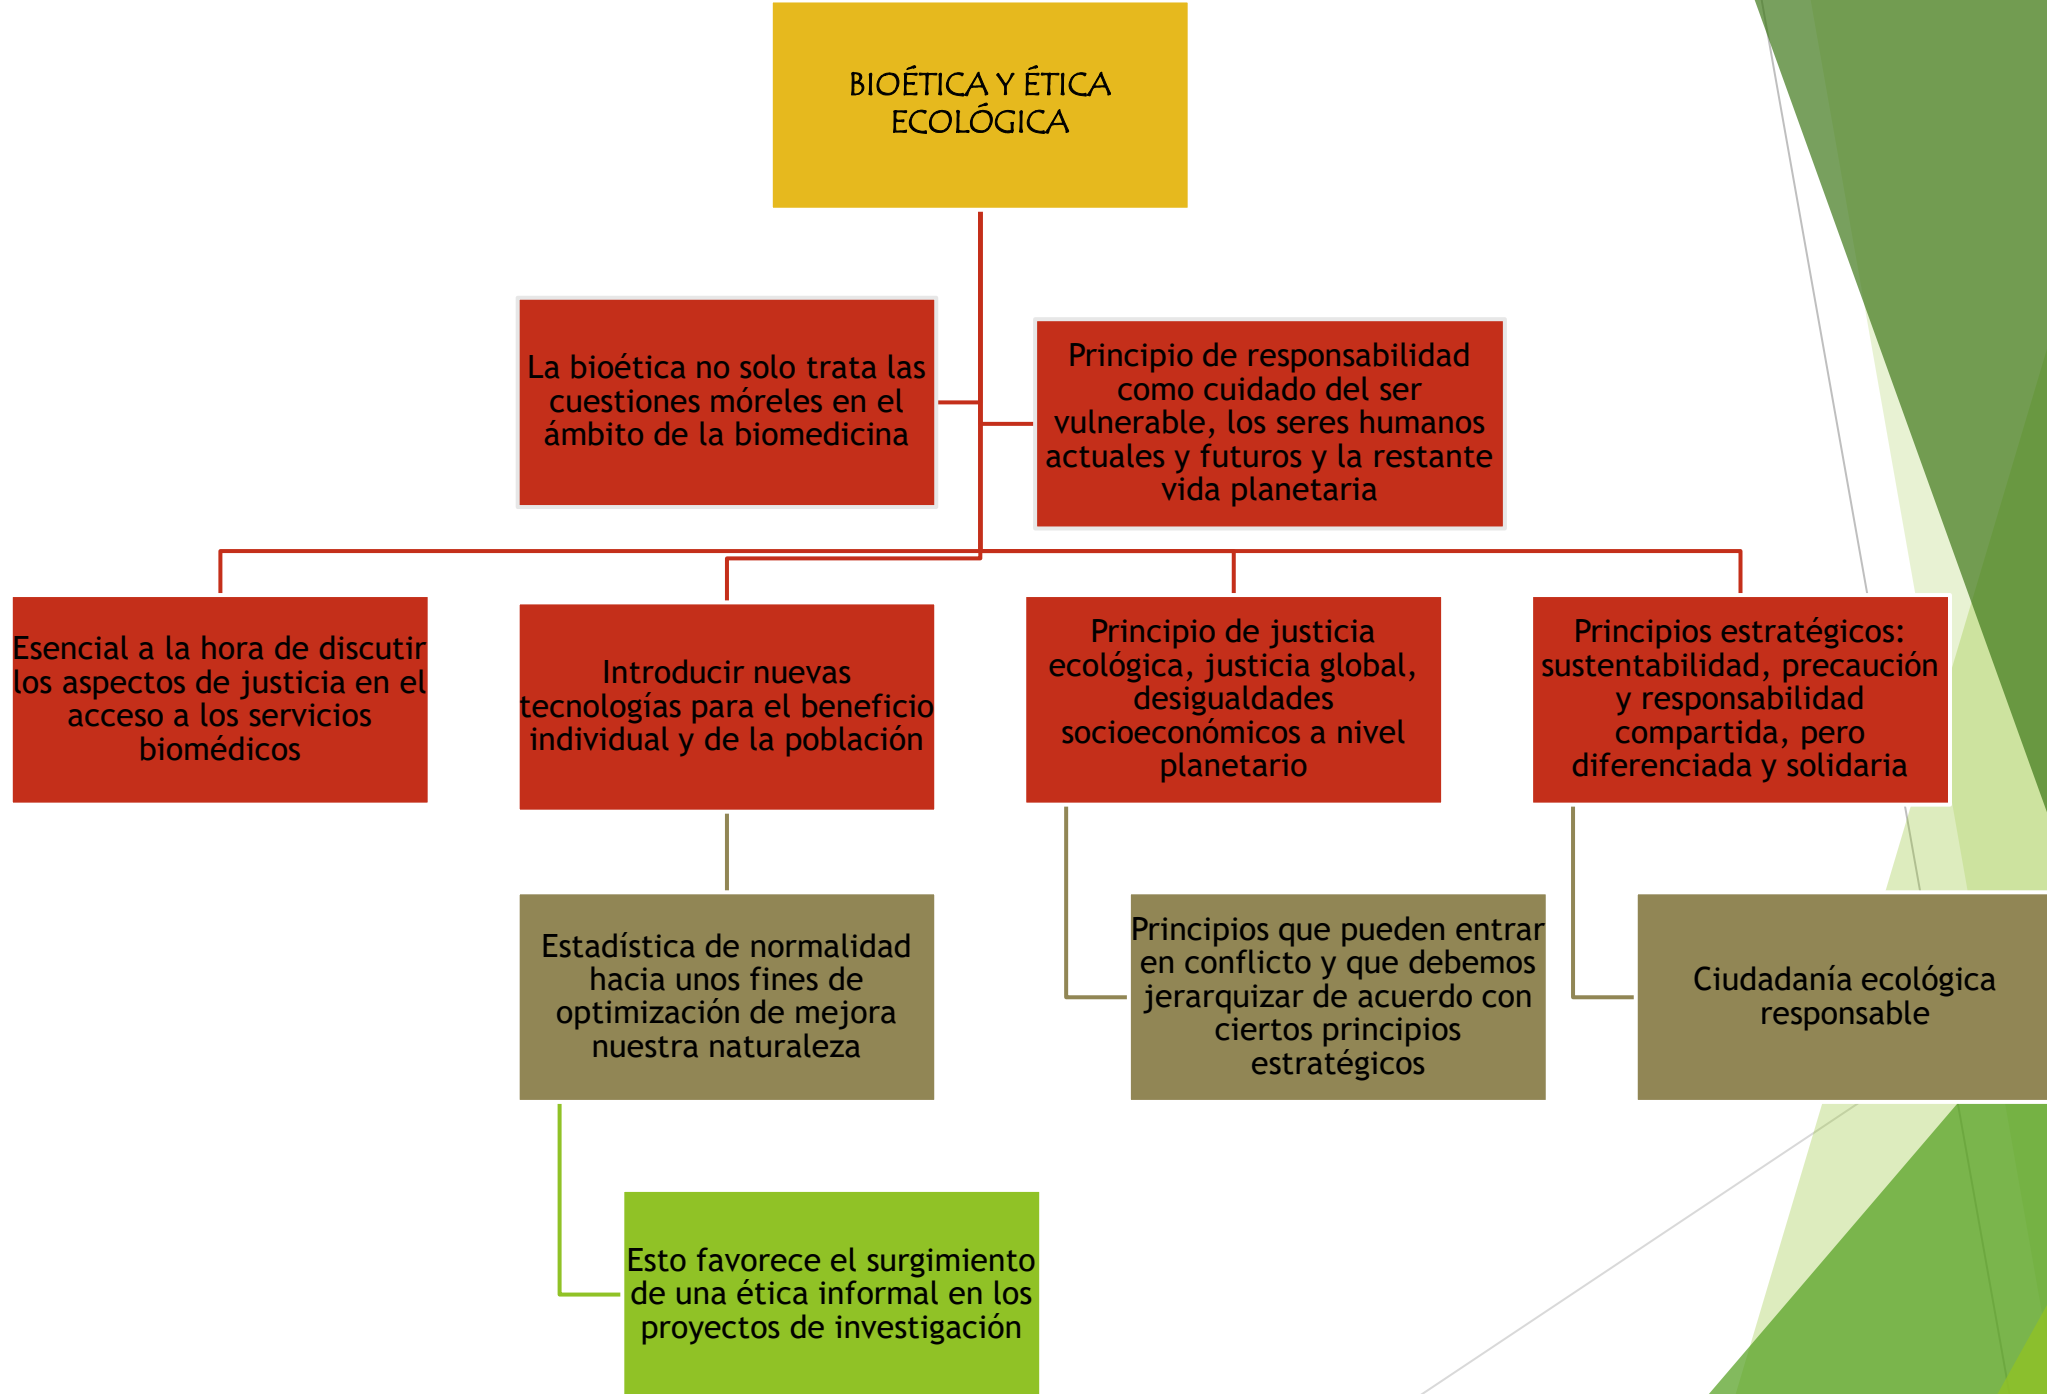 BIOÉTICA Y ÉTICA
ECOLÓGICA
La bioética no solo trata las
cuestiones móreles en el
ámbito de la biomedicina
Principio de responsabilidad
como cuidado del ser
vulnerable, los seres humanos
actuales y futuros y la restante
vida planetaria
Esencial a la hora de discutir
los aspectos de justicia en el
acceso a los servicios
biomédicos
Introducir nuevas
tecnologías para el beneficio
individual y de la población
Principio de justicia
ecológica, justicia global,
desigualdades
socioeconómicos a nivel
planetario
Principios estratégicos:
sustentabilidad, precaución
y responsabilidad
compartida, pero
diferenciada y solidaria
Estadística de normalidad
hacia unos fines de
optimización de mejora
nuestra naturaleza
Principios que pueden entrar
en conflicto y que debemos
jerarquizar de acuerdo con
ciertos principios
estratégicos
Ciudadanía ecológica
responsable
Esto favorece el surgimiento
de una ética informal en los
proyectos de investigación